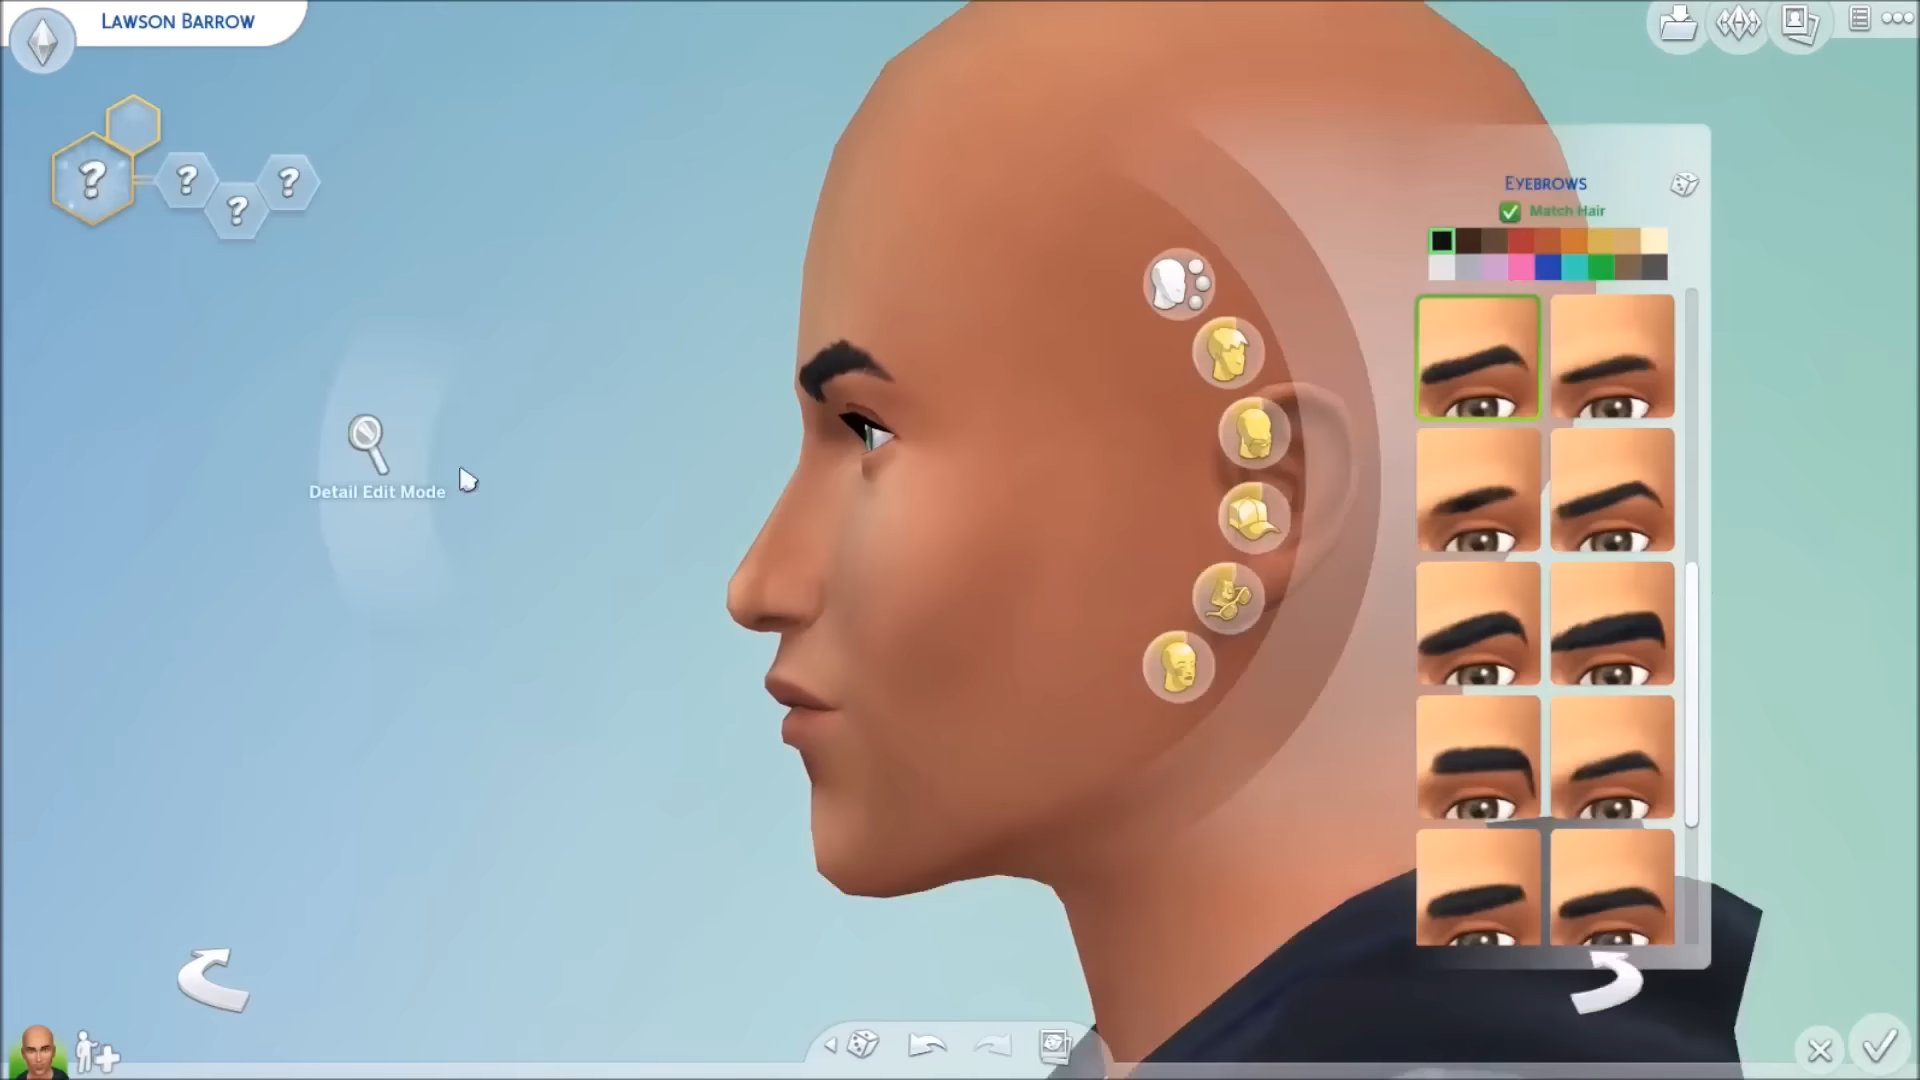 LAWSON BARROW
?
?
?
?
EYEBROWS
Match Hair
Detail Edit Mode